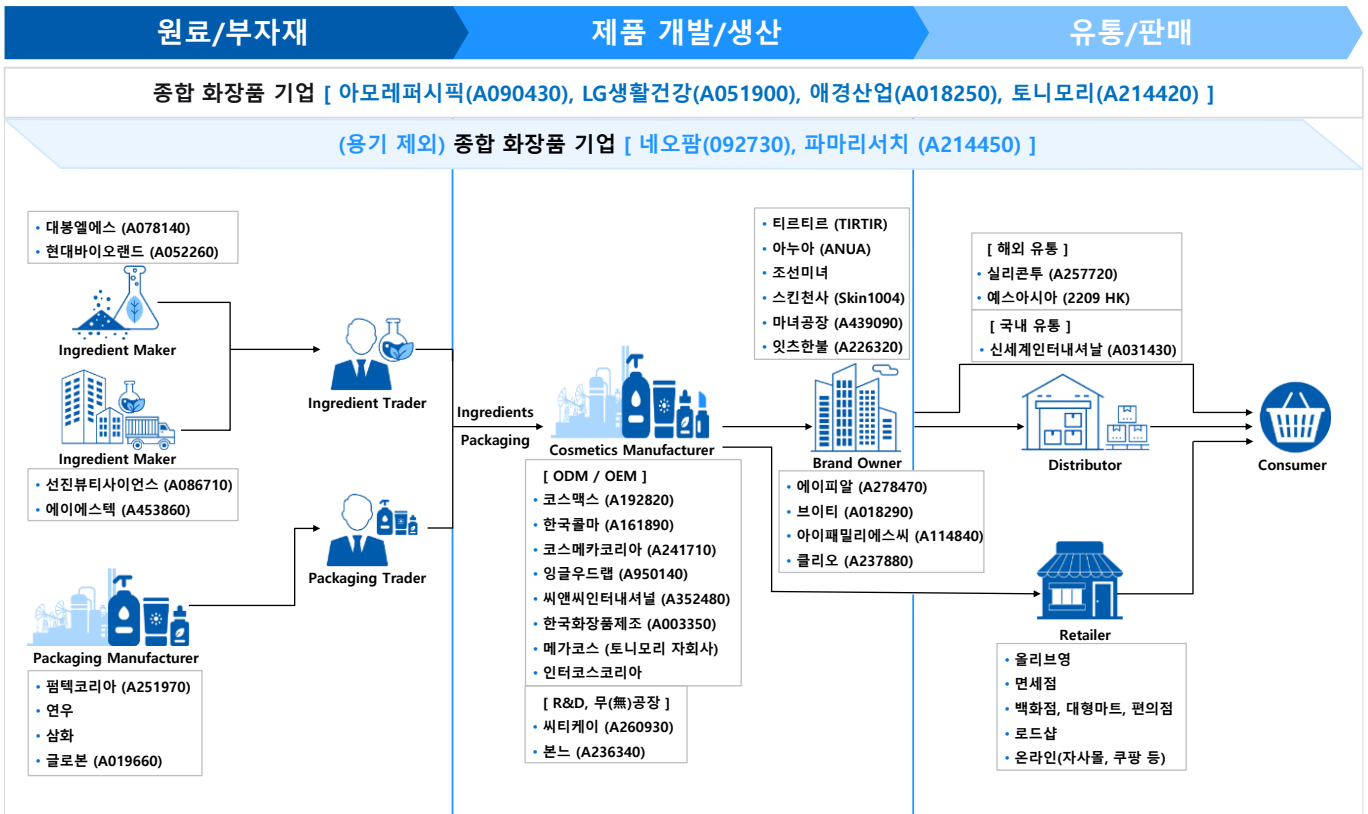 원료/부자재
제품 개발/생산
유통/판매
종합 화장품 기업 [ 아모레퍼시픽(A090430), LG생활건강(A051900), 애경산업(A018250), 토니모리(A214420) ]
(용기 제외) 종합 화장품 기업 [ 네오팜(092730), 파마리서치 (A214450) ]
• 대봉엘에스 (A078140)
• 현대바이오랜드 (A052260)
Ingredient Maker
Ingredient Maker
• 선진뷰티사이언스 (A086710)
• 에이에스텍 (A453860)
Packaging Manufacturer
• 펌텍코리아 (A251970)
• 연우
• 삼화
• 글로본 (A019660)
Ingredient Trader
Packaging Trader
Ingredients
Packaging
Cosmetics Manufacturer
[ ODM / OEM ]
• 코스맥스 (A192820)
• 한국콜마 (A161890)
• 코스메카코리아 (A241710)
• 잉글우드랩 (A950140)
• 씨앤씨인터내셔널 (A352480)
• 한국화장품제조 (A003350)
• 메가코스 (토니모리 자회사)
• 인터코스코리아
[ R&D, 무(無)공장 ]
• 씨티케이 (A260930)
• 본느 (A236340)
• 티르티르 (TIRTIR)
• 아누아 (ANUA)
• 조선미녀
• 스킨천사 (Skin1004)
• 마녀공장 (A439090)
• 잇츠한불 (A226320)
Brand Owner
• 에이피알 (A278470)
• 브이티 (A018290)
• 아이패밀리에스씨 (A114840)
• 클리오 (A237880)
[ 해외 유통 ]
• 실리콘투 (A257720)
• 예스아시아 (2209 HK)
[ 국내 유통 ]
• 신세계인터내셔날 (A031430)
Distributor
Consumer
Retailer
• 올리브영
• 면세점
• 백화점, 대형마트, 편의점
• 로드샵
• 온라인(자사몰, 쿠팡 등)